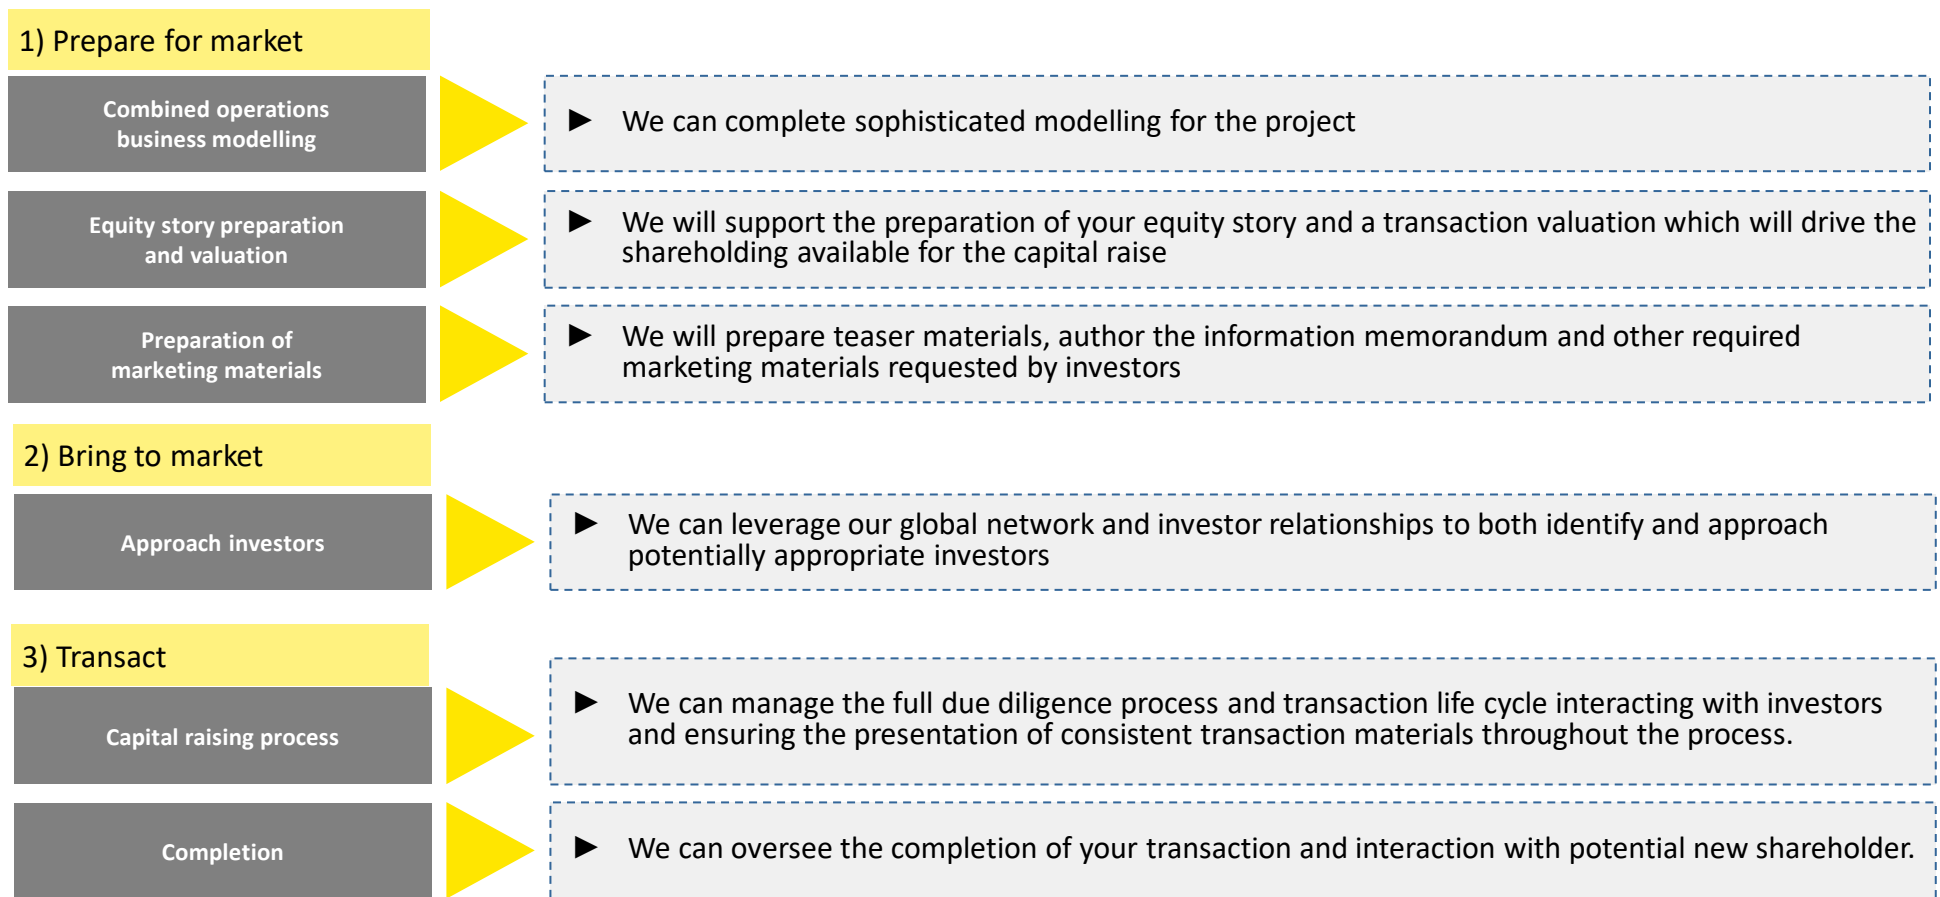 1) Prepare for market
Combined operations
business modelling
► We can complete sophisticated modelling for the project
Equity story preparation
and valuation
► We will support the preparation of your equity story and a transaction valuation which will drive the
shareholding available for the capital raise
Preparation of
marketing materials
► We will prepare teaser materials, author the information memorandum and other required
marketing materials requested by investors
2) Bring to market
Approach investors
► We can leverage our global network and investor relationships to both identify and approach
potentially appropriate investors
3) Transact
Capital raising process
► We can manage the full due diligence process and transaction life cycle interacting with investors
and ensuring the presentation of consistent transaction materials throughout the process.
Completion
► We can oversee the completion of your transaction and interaction with potential new shareholder.